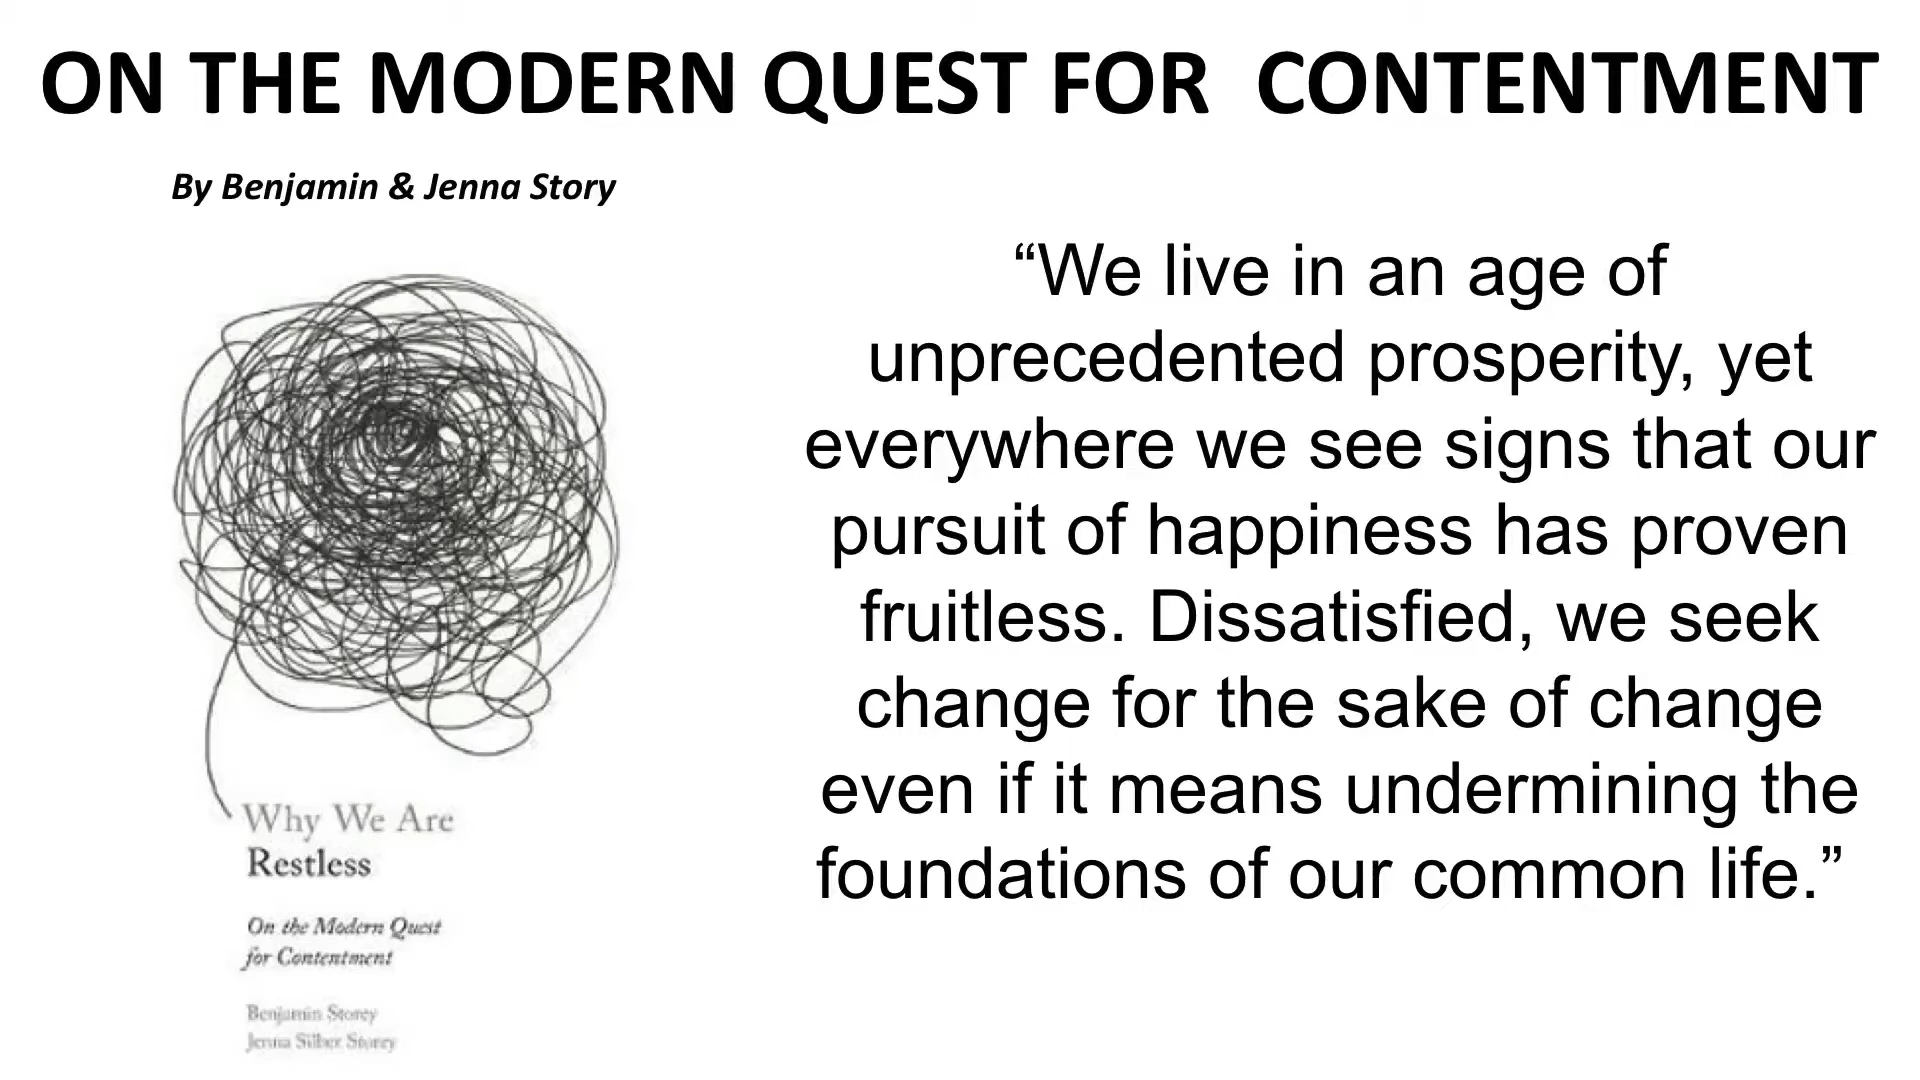 ON THE MODERN QUEST FOR CONTENTMENT
By Benjamin & Jenna Story
“We live in an age of
unprecedented prosperity, yet
everywhere we see signs that our
pursuit of happiness has proven
fruitless. Dissatisfied, we seek
change for the sake of change
even if it means undermining the
foundations of our common life.”
Why We Are
Restless
On the Modern Quest
for Contentment
Benjamin Storey
Jenna Silber Storey